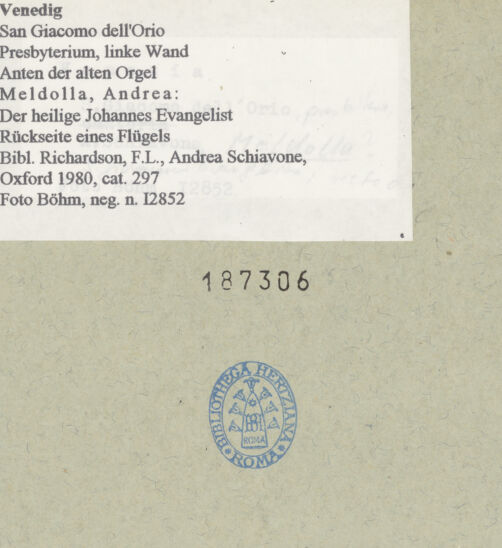 Venedig
San Giacomo dell'Orio
Presbyterium, linke Wand
Anten der alten Orgel
Meldolla, Andrea:
Der heilige Johannes Evangelist
Rückseite eines Flügels
Bibl. Richardson, F.L., Andrea Schiavone,
Oxford 1980, cat. 297
Foto Böhm, neg. n. I2852
187306
BIBLIOTHECA HERTZIANA
ROMA
ROMA